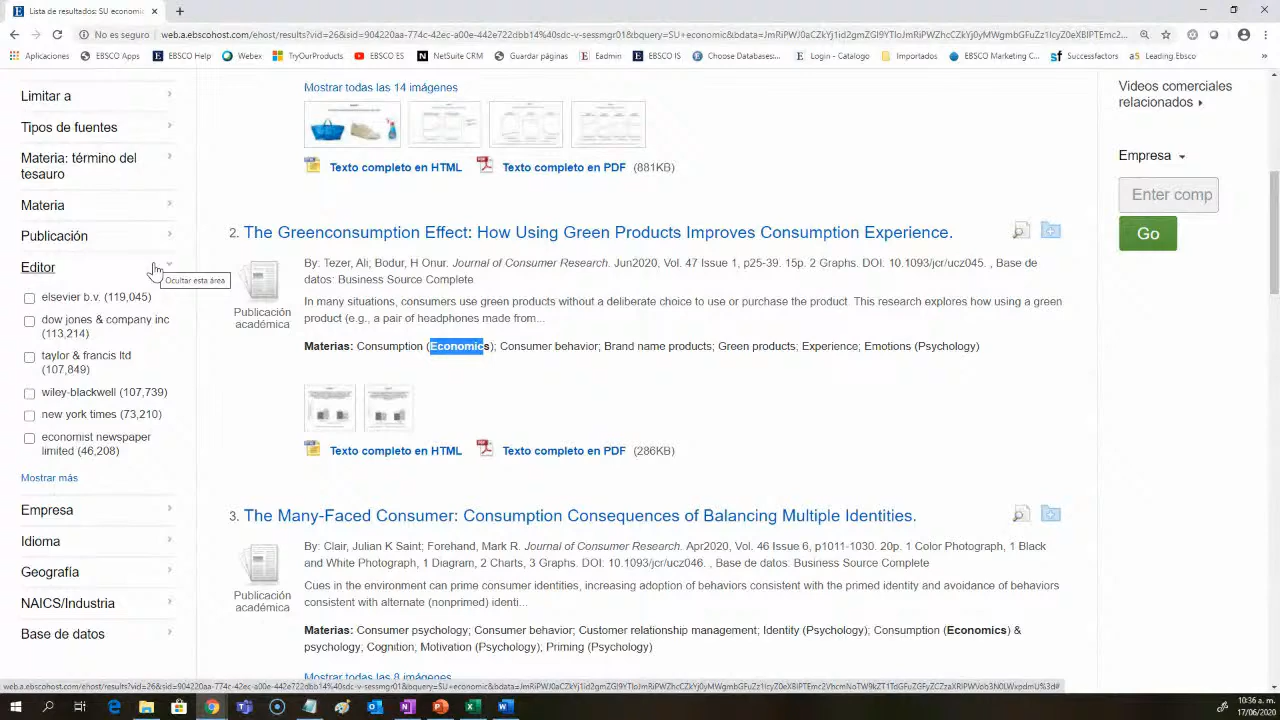 Lista de resultados: SU economic
No es seguro
web.a.ebscohost.com/ehost/results?vid=26&sid=904220aa-774c-42ec-a00e-442e722dbb14%40sdc-v-sessmgr01&bquery=SU+economic&bdata=
Aplicaciones
EBSCO Apps
EBSCO Help
Webex
TryOurProducts
EBSCO ES
NetSuite CRM
Guardar páginas
Eadmin
EBSCO IS
Choose Databases...
Login - Catalogo
Importados
EBSCO Marketing C...
Successfactors
Leading Ebsco
Limitar a
Tipos de fuentes
Materia: término del
tesauro
Materia
Publicación
Editor
Ocultar esta área
elsevier b.v. (119,045)
dow jones & company inc
(113,214)
taylor & francis ltd
(107,849)
wiley-blackwell (107,739)
new york times (73,210)
economist newspaper
limited (46,208)
Mostrar más
Empresa
Idioma
Geografía
NAICS/Industria
Base de datos
Mostrar todas las 14 imágenes
Texto completo en HTML
Texto completo en PDF (881KB)
2. The Greenconsumption Effect: How Using Green Products Improves Consumption Experience.
By: Tezer, Ali; Bodur, H Onur. Journal of Consumer Research. Jun2020, Vol. 47 Issue 1, p25-39. 15p. 2 Graphs. DOI: 10.1093/jcr/ucz045. , Base de
datos: Business Source Complete
Publicación
académica
In many situations, consumers use green products without a deliberate choice to use or purchase the product. This research explores how using a green
product (e.g., a pair of headphones made from...
Materias: Consumption (Economics); Consumer behavior; Brand name products; Green products; Experience; Emotions (Psychology)
Texto completo en HTML
Texto completo en PDF (286KB)
3. The Many-Faced Consumer: Consumption Consequences of Balancing Multiple Identities.
By: Clair, Julian K Saint; Forehand, Mark R. Journal of Consumer Research. Apr2020, Vol. 46 Issue 6, p1011-1030. 20p. 1 Color Photograph, 1 Black
and White Photograph, 1 Diagram, 2 Charts, 3 Graphs. DOI: 10.1093/jcr/ucz046. , Base de datos: Business Source Complete
Publicación
académica
Cues in the environment can prime consumer identities, increasing adoption of behaviors consistent with the primed identity and avoidance of behaviors
consistent with alternate (nonprimed) identi...
Materias: Consumer psychology; Consumer behavior; Customer relationship management; Identity (Psychology); Consumption (Economics) &
psychology; Cognition; Motivation (Psychology); Priming (Psychology)
Mostrar todas las 8 imágenes
Videos comerciales
relacionados
Empresa
Enter comp
Go
10:36 a. m.
17/06/2020